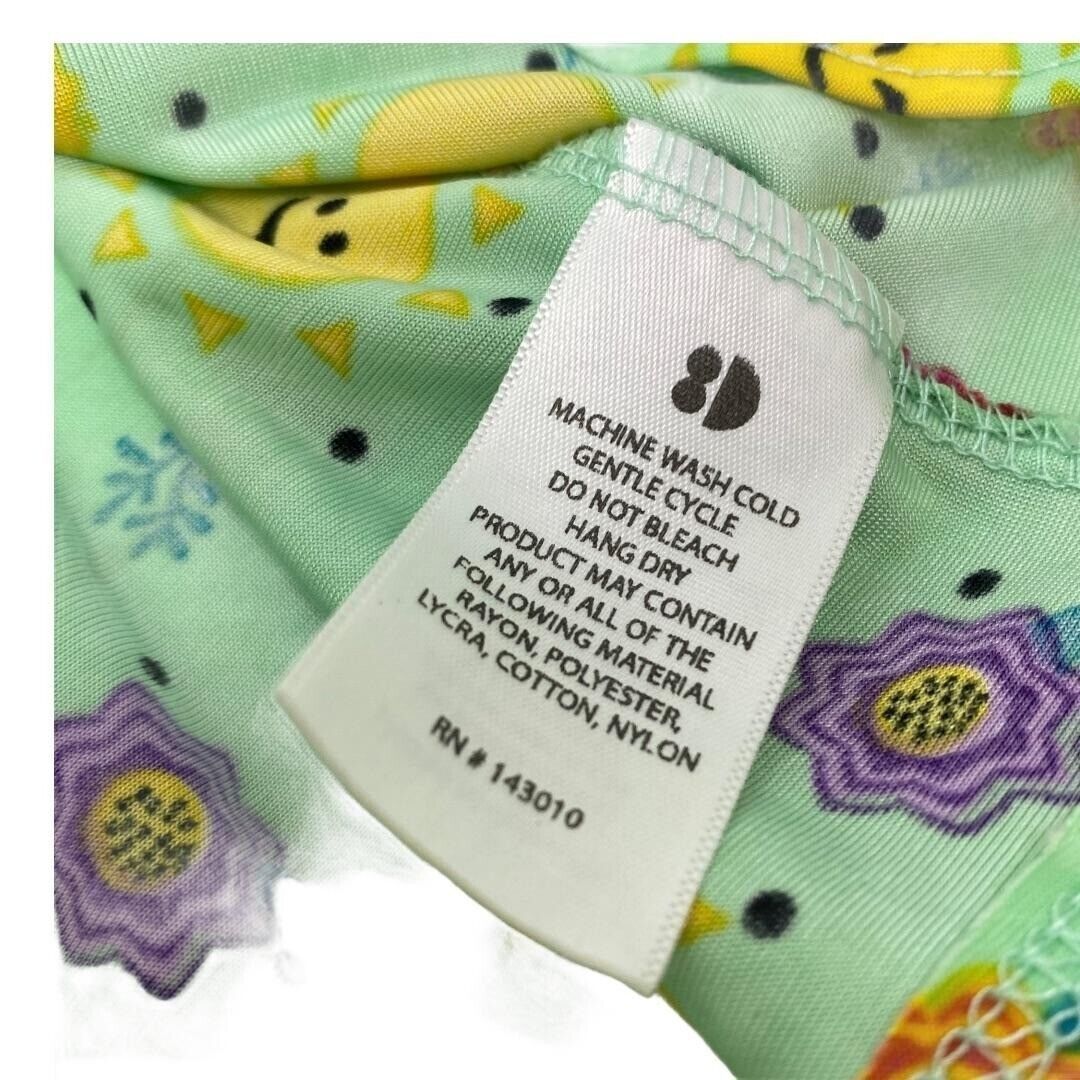 8D
MACHINE WASH COLD
GENTLE CYCLE
DO NOT BLEACH
HANG DRY
PRODUCT MAY CONTAIN
ANY OR ALL OF THE
FOLLOWING MATERIAL
RAYON, POLYESTER,
LYCRA, COTTON, NYLON
RN # 143010